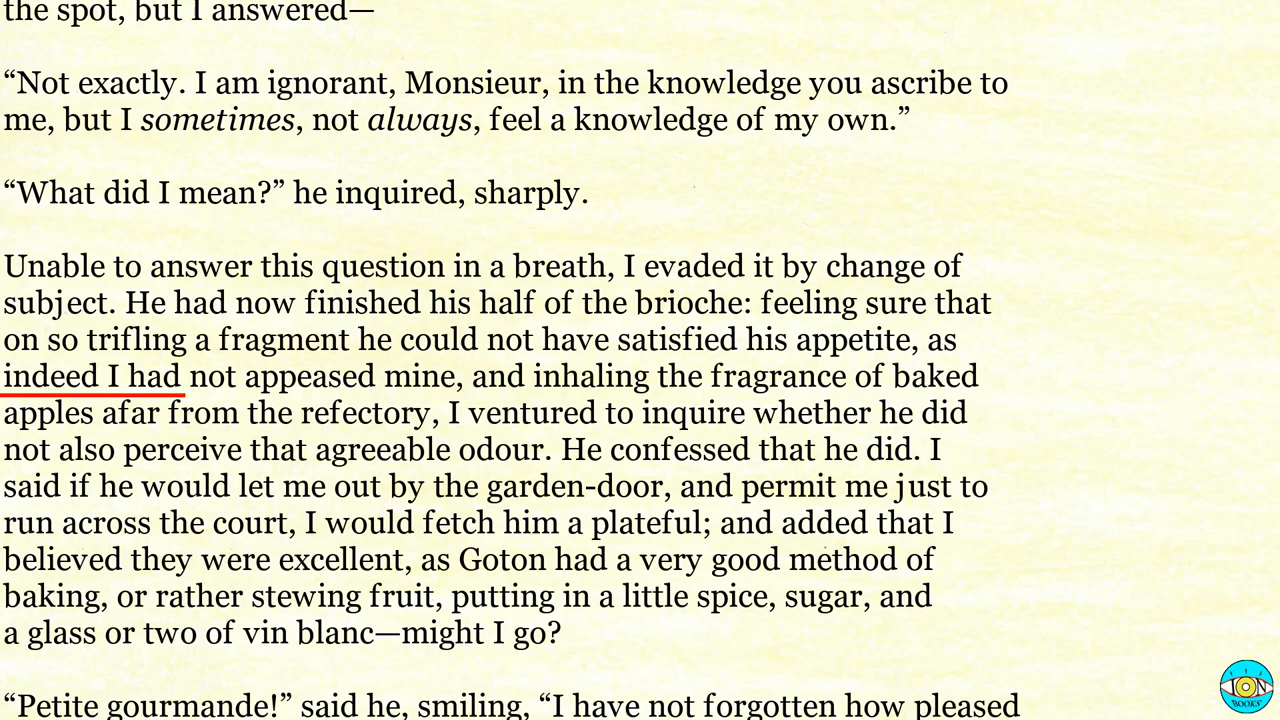 the spot, but I answered—
“Not exactly. I am ignorant, Monsieur, in the knowledge you ascribe to
me, but I sometimes, not always, feel a knowledge of my own.”
“What did I mean?” he inquired, sharply.
Unable to answer this question in a breath, I evaded it by change of
subject. He had now finished his half of the brioche: feeling sure that
on so trifling a fragment he could not have satisfied his appetite, as
indeed I had not appeased mine, and inhaling the fragrance of baked
apples afar from the refectory, I ventured to inquire whether he did
not also perceive that agreeable odour. He confessed that he did. I
said if he would let me out by the garden-door, and permit me just to
run across the court, I would fetch him a plateful; and added that I
believed they were excellent, as Goton had a very good method of
baking, or rather stewing fruit, putting in a little spice, sugar, and
a glass or two of vin blanc—might I go?
“Petite gourmande!” said he, smiling, “I have not forgotten how pleased
ION
BOOKS